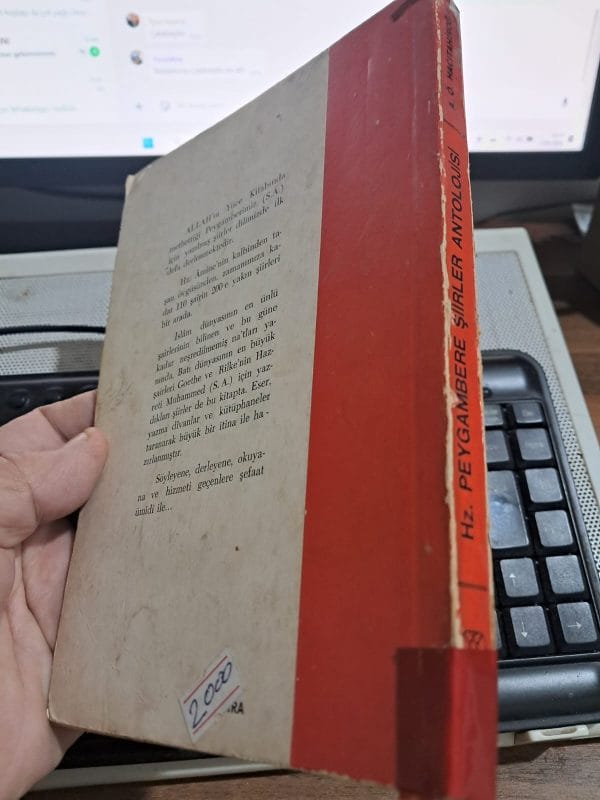 ALLAH'ın Yüce Kitabında
methettiği Peygamberimiz (S.A.)
için yazılmış şiirler dilimizde ilk
defa derlenmektedir.
Hz. Amine'nin kalbinden ta-
şan özgüsünden, zamanımıza ka-
dar 110 şairin 200'e yakın şiirleri
bir arada.
İslâm dünyasının en ünlü
şairlerinin bilinen ve bu güne
kadar neşredilmemiş na'tları ya-
nında, Batı dünyasının en büyük
şairleri Goethe ve Rilke'nin Haz-
reti Muhammed (S.A.) için yaz-
dıkları şiirler de bu kitapta. Eser,
yazma divanlar ve kütüphaneler
taranarak büyük bir itina ile ha-
zırlanmıştır.
Söyleyene, derleyene, okuya-
na ve hizmeti geçenlere şefaat
ümidi ile...
2000
İRA
Hz. PEYGAMBERE ŞİİRLER ANTOLOJİSİ